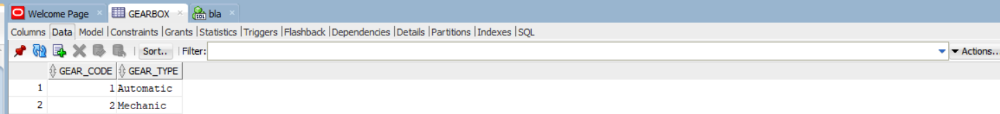 Welcome Page GEARBOX SQL bla
Columns Data Model |Constraints |Grants |Statistics |Triggers |Flashback |Dependencies |Details |Partitions |Indexes |SQL
Sort.. Filter: Actions...
GEAR_CODE GEAR_TYPE
1 1 Automatic
2 2 Mechanic